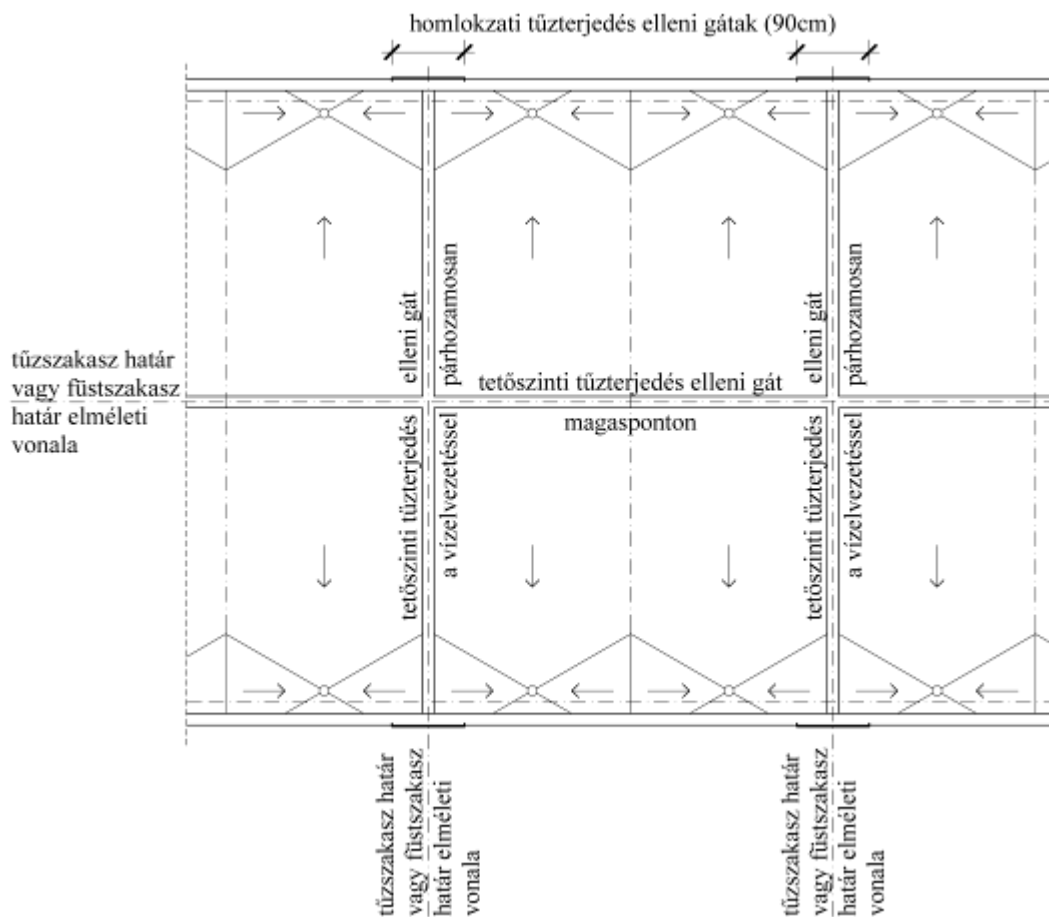 homlokzati tűzterjedés elleni gátak (90cm)
elleni gát
párhozamosan
elleni gát
párhozamosan
tűzszakasz határ
vagy füstszakasz
határ elméleti
vonala
tetőszinti tűzterjedés elleni gát
magasponton
tetőszinti tűzterjedés
a vízelvezetéssel
tetőszinti tűzterjedés
a vízelvezetéssel
tűzszakasz határ
vagy füstszakasz
határ elméleti
vonala
tűzszakasz határ
vagy füstszakasz
határ elméleti
vonala